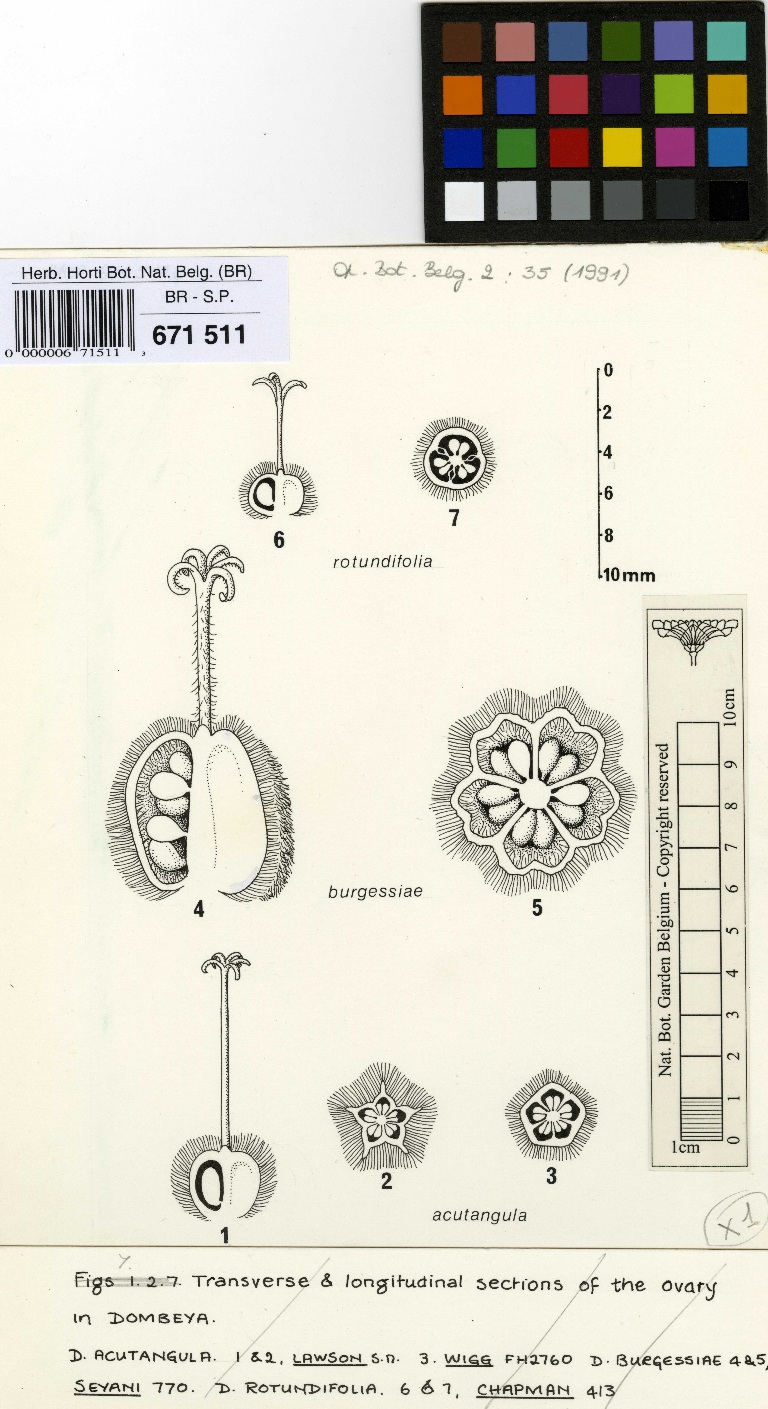 Herb. Horti Bot. Nat. Belg. (BR)
BR - S.P.
671 511
0 000006 71511
Bot. Belg. 2 : 35 (1991)
0
2
4
6
8
10mm
6
7
rotundifolia
4
5
burgessiae
1
2
3
acutangula
Nat. Bot. Garden Belgium - Copyright reserved
10cm
9
8
7
6
5
4
3
2
1
0
1cm
x1
Figs 1.2.7. Transverse & longitudinal sections of the ovary
in DOMBEYA.
D. ACUTANGULA. 1 & 2, LAWSON s.n. 3. WIGG FH2760 D. BURGESSIAE 4 & 5,
SEYANI 770. D. ROTUNDIFOLIA. 6 & 7, CHAPMAN 413